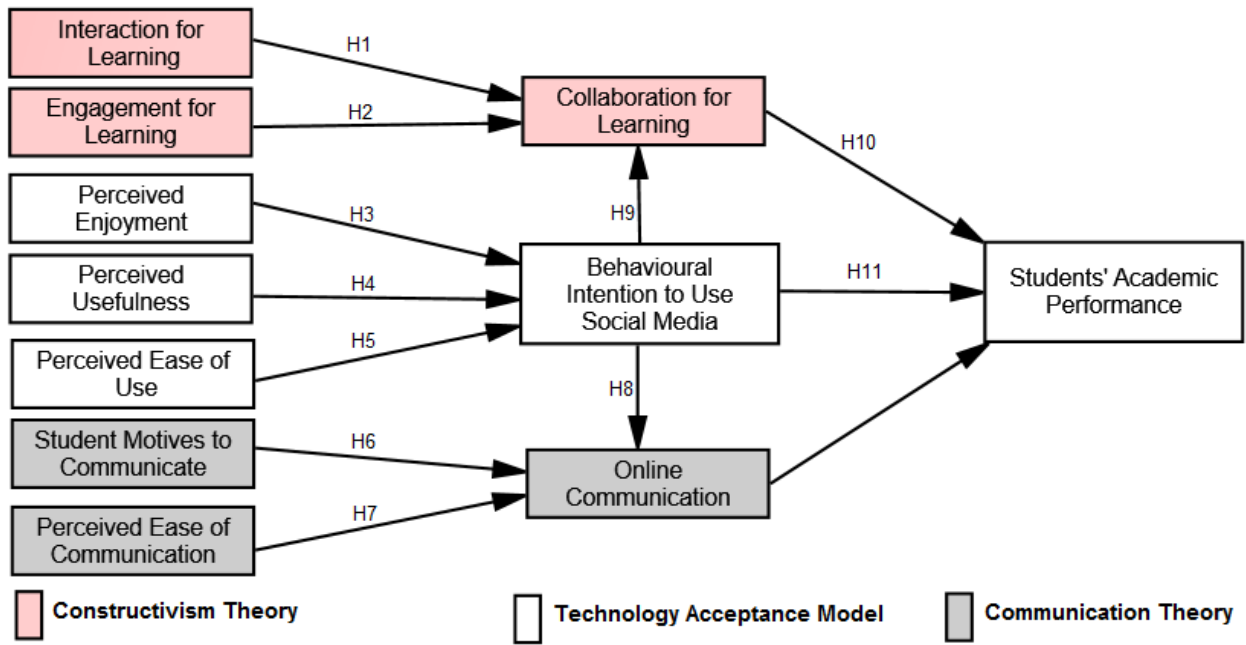 Interaction for
Learning
H1
Engagement for
Learning
H2
Collaboration for
Learning
H10
Perceived
Enjoyment
H3
H9
Perceived
Usefulness
H4
Behavioural
Intention to Use
Social Media
H11
Students' Academic
Performance
Perceived Ease of
Use
H5
H8
Student Motives to
Communicate
H6
Online
Communication
Perceived Ease of
Communication
H7
Constructivism Theory
Technology Acceptance Model
Communication Theory